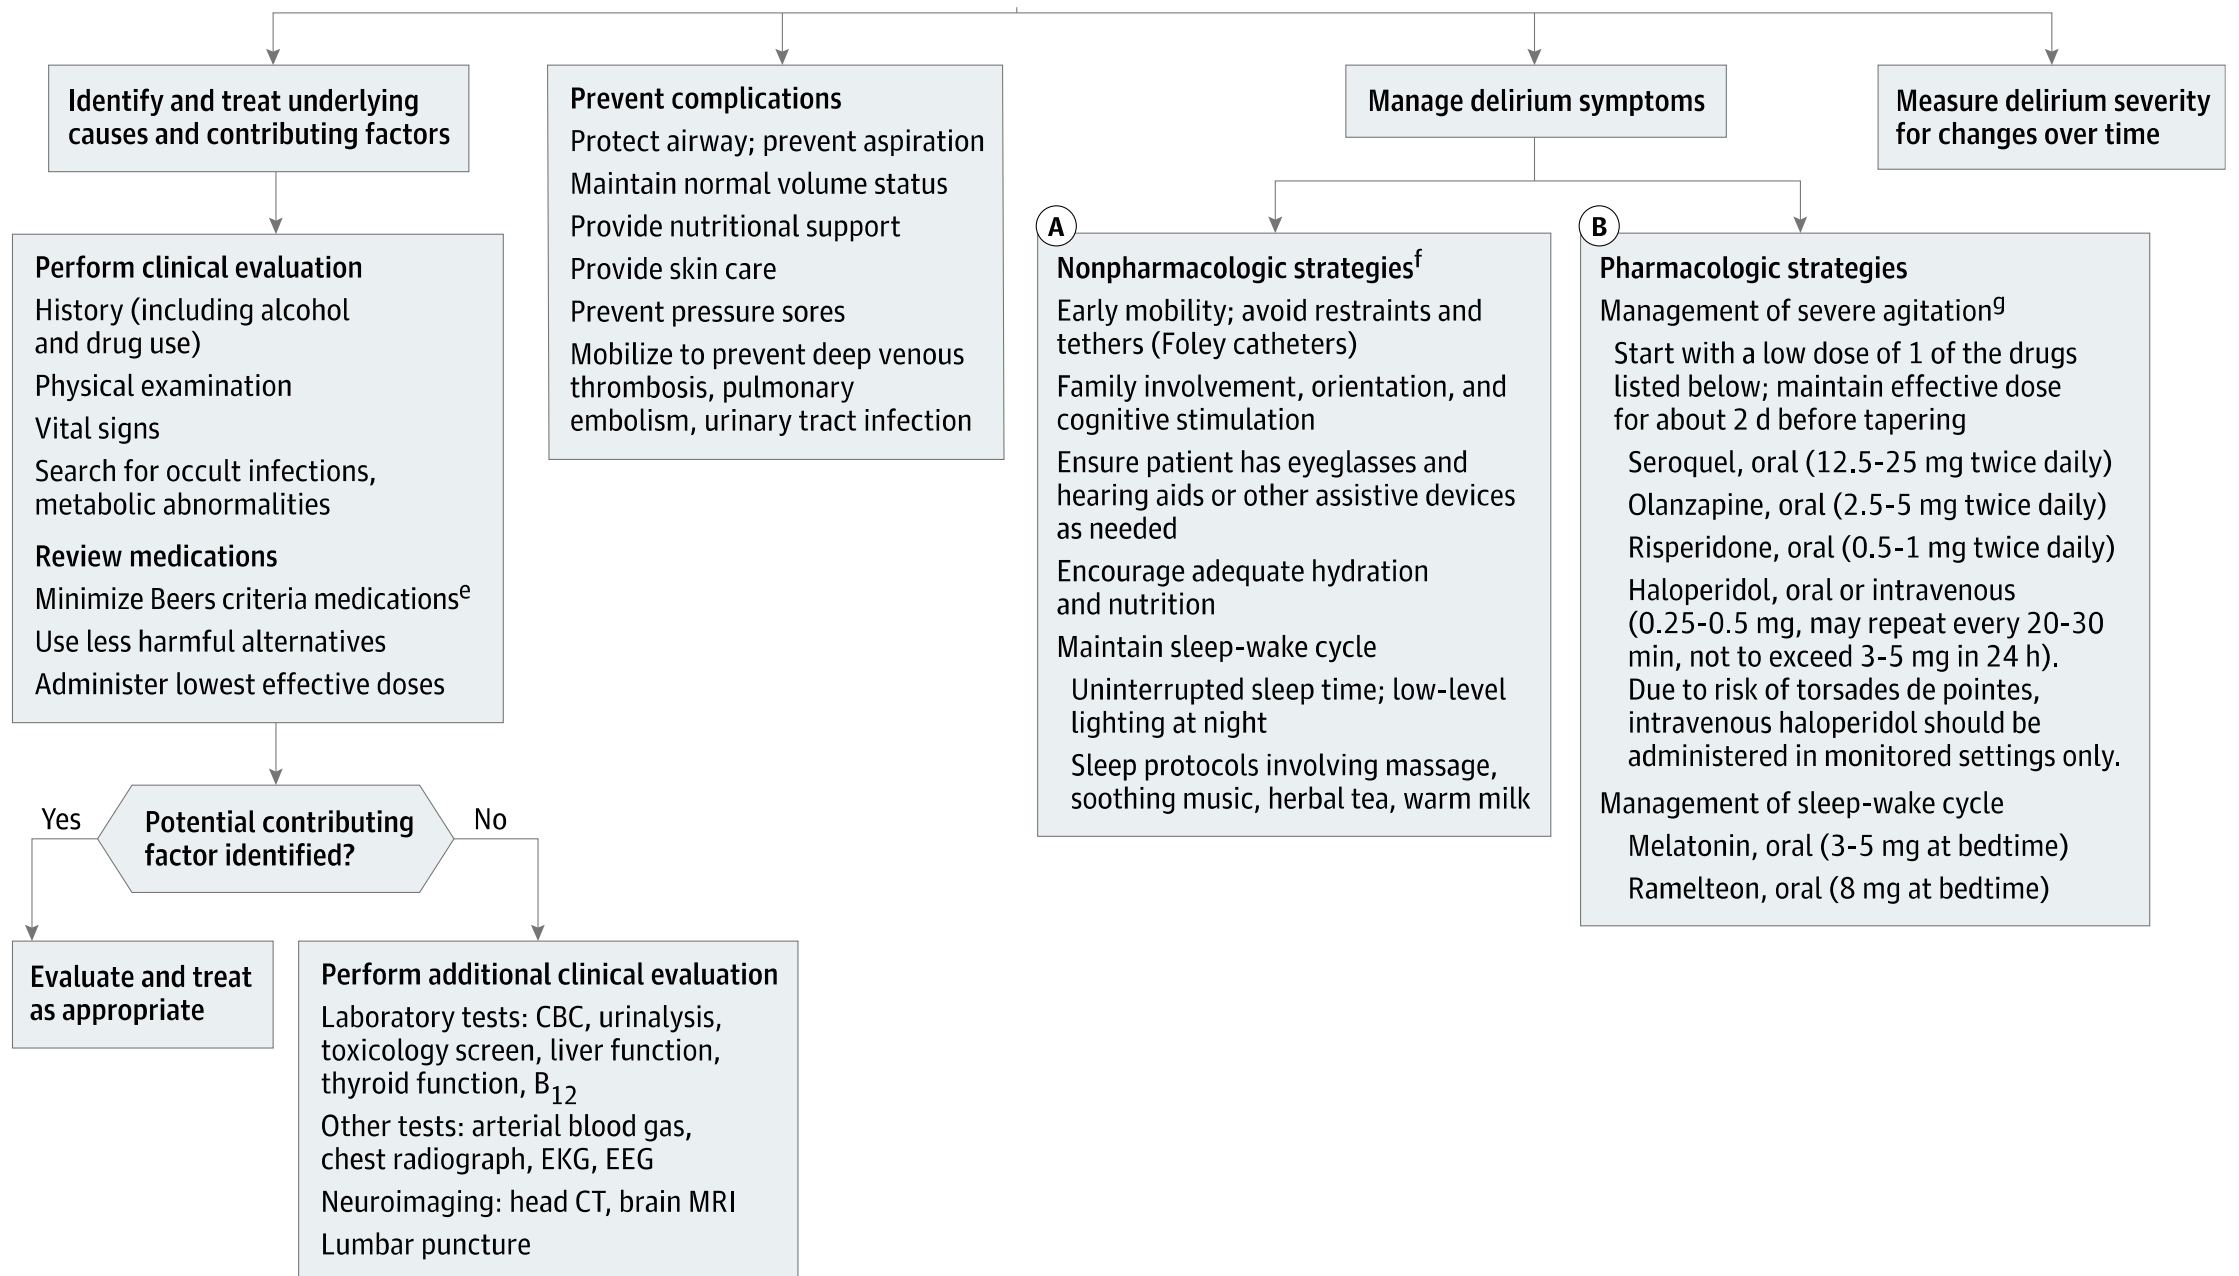 Identify and treat underlying
causes and contributing factors
Perform clinical evaluation
History (including alcohol
and drug use)
Physical examination
Vital signs
Search for occult infections,
metabolic abnormalities
Review medications
Minimize Beers criteria medicationsᵉ
Use less harmful alternatives
Administer lowest effective doses
Potential contributing
factor identified?
Yes
No
Evaluate and treat
as appropriate
Perform additional clinical evaluation
Laboratory tests: CBC, urinalysis,
toxicology screen, liver function,
thyroid function, B₁₂
Other tests: arterial blood gas,
chest radiograph, EKG, EEG
Neuroimaging: head CT, brain MRI
Lumbar puncture
Prevent complications
Protect airway; prevent aspiration
Maintain normal volume status
Provide nutritional support
Provide skin care
Prevent pressure sores
Mobilize to prevent deep venous
thrombosis, pulmonary
embolism, urinary tract infection
Manage delirium symptoms
A
Nonpharmacologic strategiesᶠ
Early mobility; avoid restraints and
tethers (Foley catheters)
Family involvement, orientation, and
cognitive stimulation
Ensure patient has eyeglasses and
hearing aids or other assistive devices
as needed
Encourage adequate hydration
and nutrition
Maintain sleep-wake cycle
Uninterrupted sleep time; low-level
lighting at night
Sleep protocols involving massage,
soothing music, herbal tea, warm milk
B
Pharmacologic strategies
Management of severe agitationᵍ
Start with a low dose of 1 of the drugs
listed below; maintain effective dose
for about 2 d before tapering
Seroquel, oral (12.5-25 mg twice daily)
Olanzapine, oral (2.5-5 mg twice daily)
Risperidone, oral (0.5-1 mg twice daily)
Haloperidol, oral or intravenous
(0.25-0.5 mg, may repeat every 20-30
min, not to exceed 3-5 mg in 24 h).
Due to risk of torsades de pointes,
intravenous haloperidol should be
administered in monitored settings only.
Management of sleep-wake cycle
Melatonin, oral (3-5 mg at bedtime)
Ramelteon, oral (8 mg at bedtime)
Measure delirium severity
for changes over time